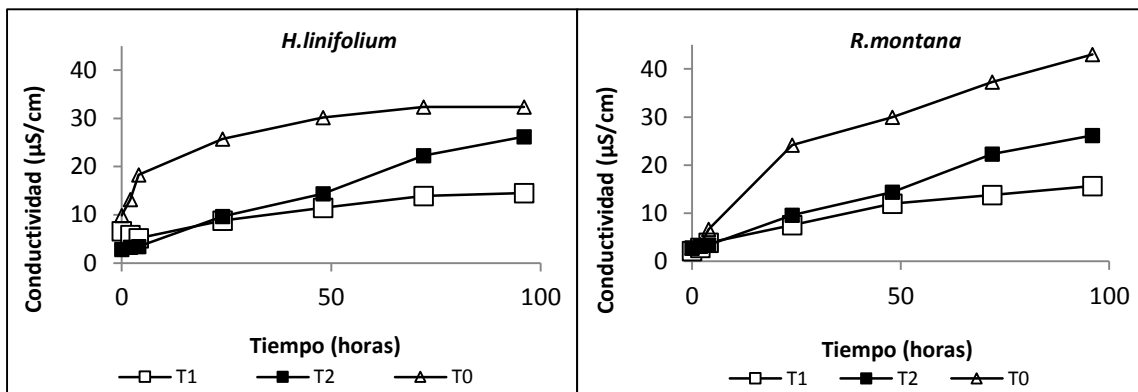 H.linifolium
Conductividad (µS/cm)
40
30
20
10
0
0 50 100
Tiempo (horas)
T1 T2 T0
R.montana
Conductividad (µS/cm)
40
30
20
10
0
0 50 100
Tiempo (horas)
T1 T2 T0